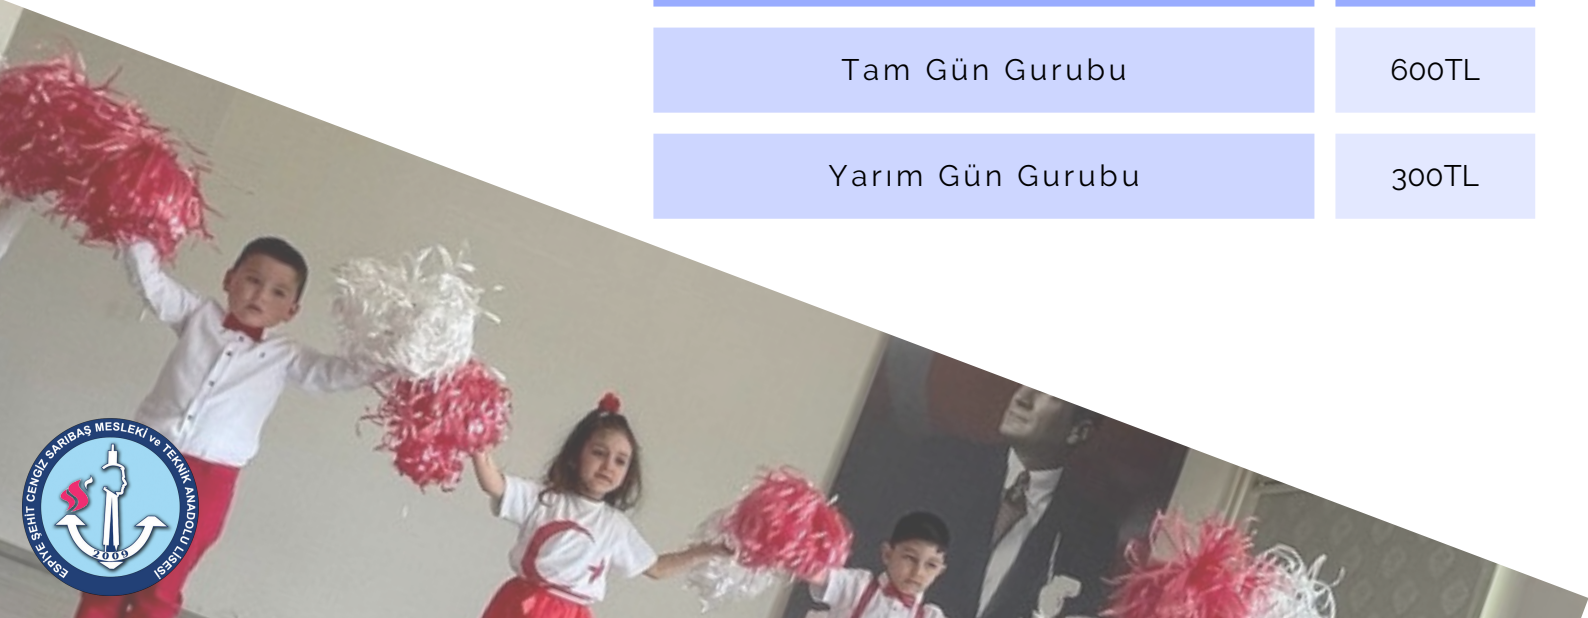 Tam Gün Gurubu 600TL
Yarım Gün Gurubu 300TL
ESPİYE ŞEHİT CENGİZ SARIBAŞ MESLEKİ ve TEKNİK ANADOLU LİSESİ
2009